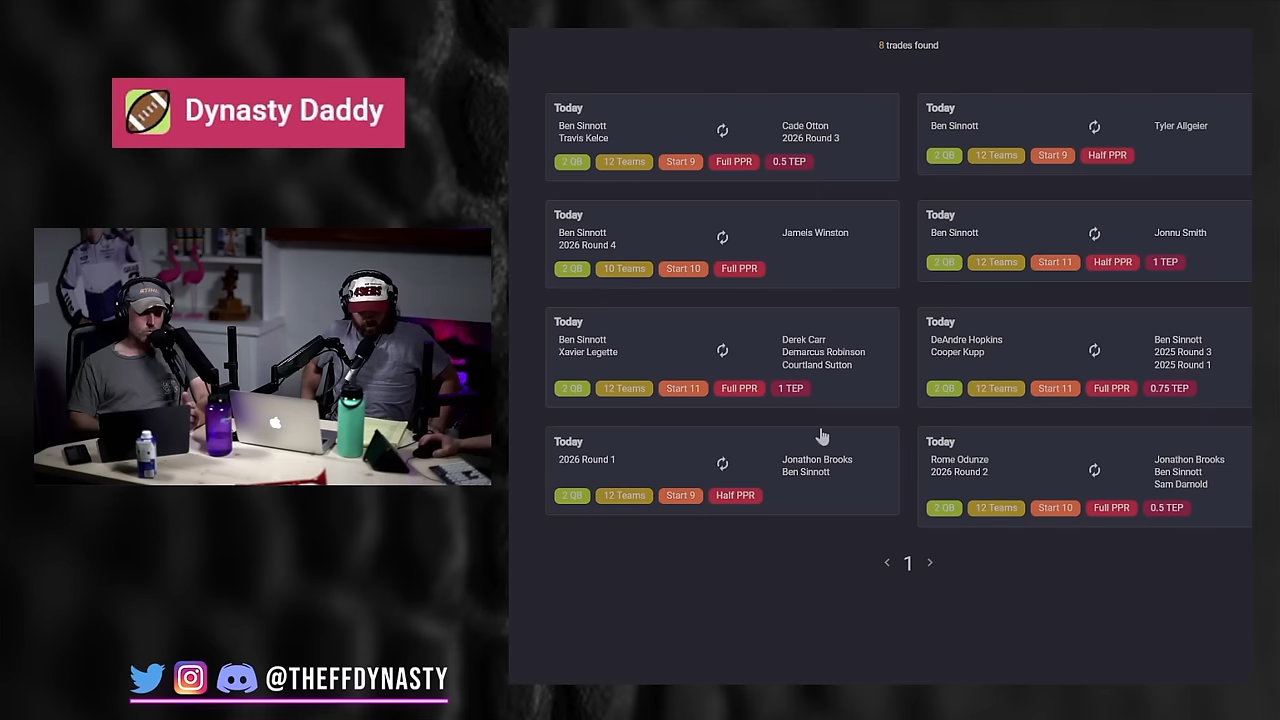 Dynasty Daddy
49ERS
@THEFFDYNASTY
8 trades found
Today
Ben Sinnott
Travis Kelce
Cade Otton
2026 Round 3
2 QB 12 Teams Start 9 Full PPR 0.5 TEP
Today
Ben Sinnott
Tyler Allgeier
2 QB 12 Teams Start 9 Half PPR
Today
Ben Sinnott
2026 Round 4
Jameis Winston
2 QB 10 Teams Start 10 Full PPR
Today
Ben Sinnott
Jonnu Smith
2 QB 12 Teams Start 11 Half PPR 1 TEP
Today
Ben Sinnott
Xavier Legette
Derek Carr
Demarcus Robinson
Courtland Sutton
2 QB 12 Teams Start 11 Full PPR 1 TEP
Today
DeAndre Hopkins
Cooper Kupp
Ben Sinnott
2025 Round 3
2025 Round 1
2 QB 12 Teams Start 11 Full PPR 0.75 TEP
Today
2026 Round 1
Jonathon Brooks
Ben Sinnott
2 QB 12 Teams Start 9 Half PPR
Today
Rome Odunze
2026 Round 2
Jonathon Brooks
Ben Sinnott
Sam Darnold
2 QB 12 Teams Start 10 Full PPR 0.5 TEP
1